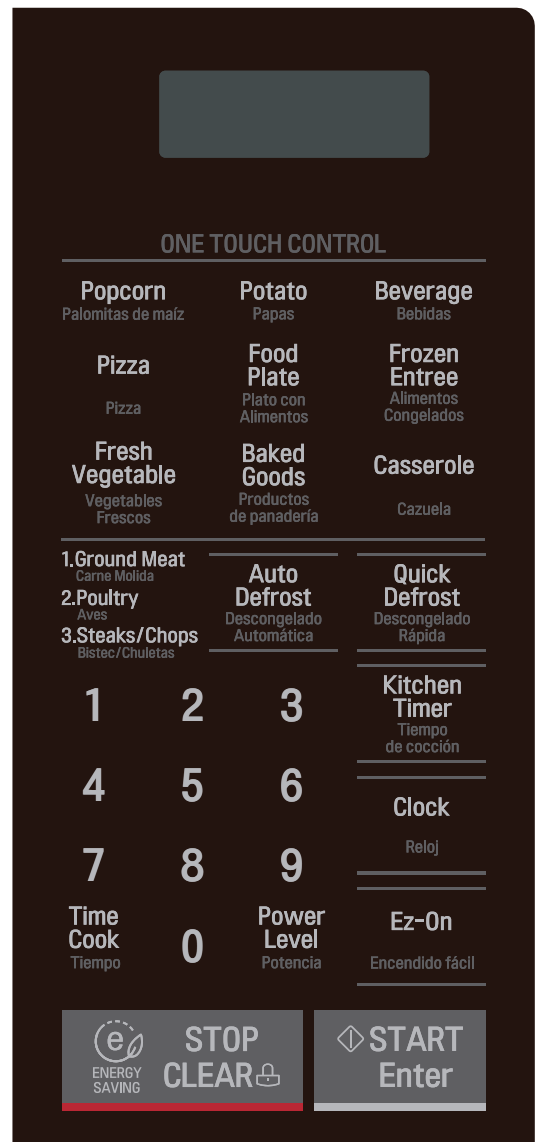 ONE TOUCH CONTROL
Popcorn
Palomitas de maíz
Potato
Papas
Beverage
Bebidas
Pizza
Pizza
Food
Plate
Plato con
Alimentos
Frozen
Entree
Alimentos
Congelados
Fresh
Vegetable
Vegetables
Frescos
Baked
Goods
Productos
de panadería
Casserole
Cazuela
1.Ground Meat
Carne Molida
2.Poultry
Aves
3.Steaks/Chops
Bistec/Chuletas
Auto
Defrost
Descongelado
Automática
Quick
Defrost
Descongelado
Rápida
1 2 3
Kitchen
Timer
Tiempo
de cocción
4 5 6
Clock
Reloj
7 8 9
Time
Cook
Tiempo
0
Power
Level
Potencia
Ez-On
Encendido fácil
e
ENERGY
SAVING
STOP
CLEAR
START
Enter